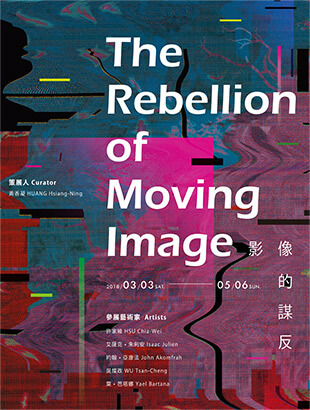 The
Rebellion
of
Moving
Image
影像的謀反
策展人 Curator
黃香凝 HUANG Hsiang-Ning
2018/03/03 SAT. 05/06 SUN.
參展藝術家 Artists
許家維 HSU Chia-Wei
艾薩克・朱利安 Isaac Julien
約翰・亞康法 John Akomfrah
吳燦政 WU Tsan-Cheng
雅・芭塔娜 Yael Bartana